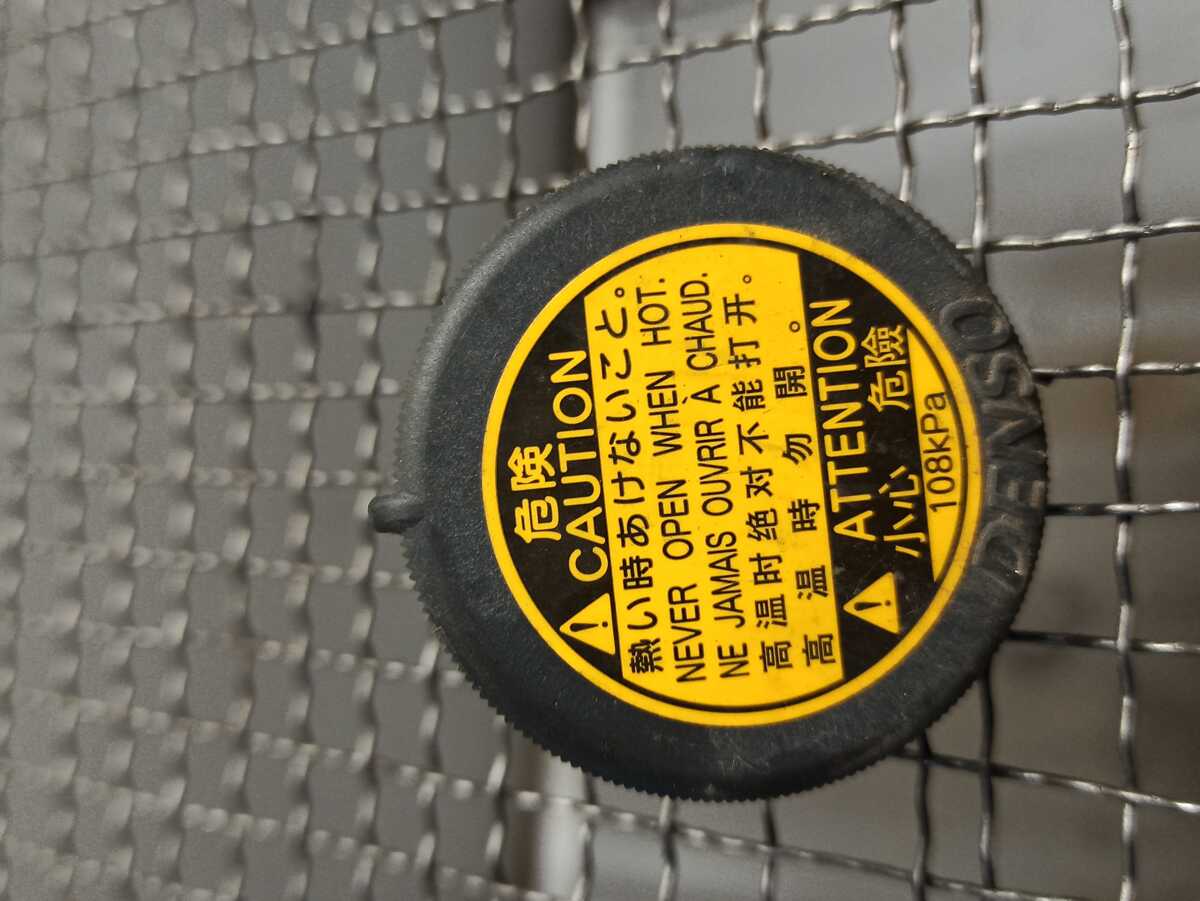 危険
CAUTION
熱い時あけないこと。
NEVER OPEN WHEN HOT.
NE JAMAIS OUVRIR À CHAUD.
高温时绝对不能打开。
高温時勿開。
ATTENTION
小心 危險
108kPa
DENSO